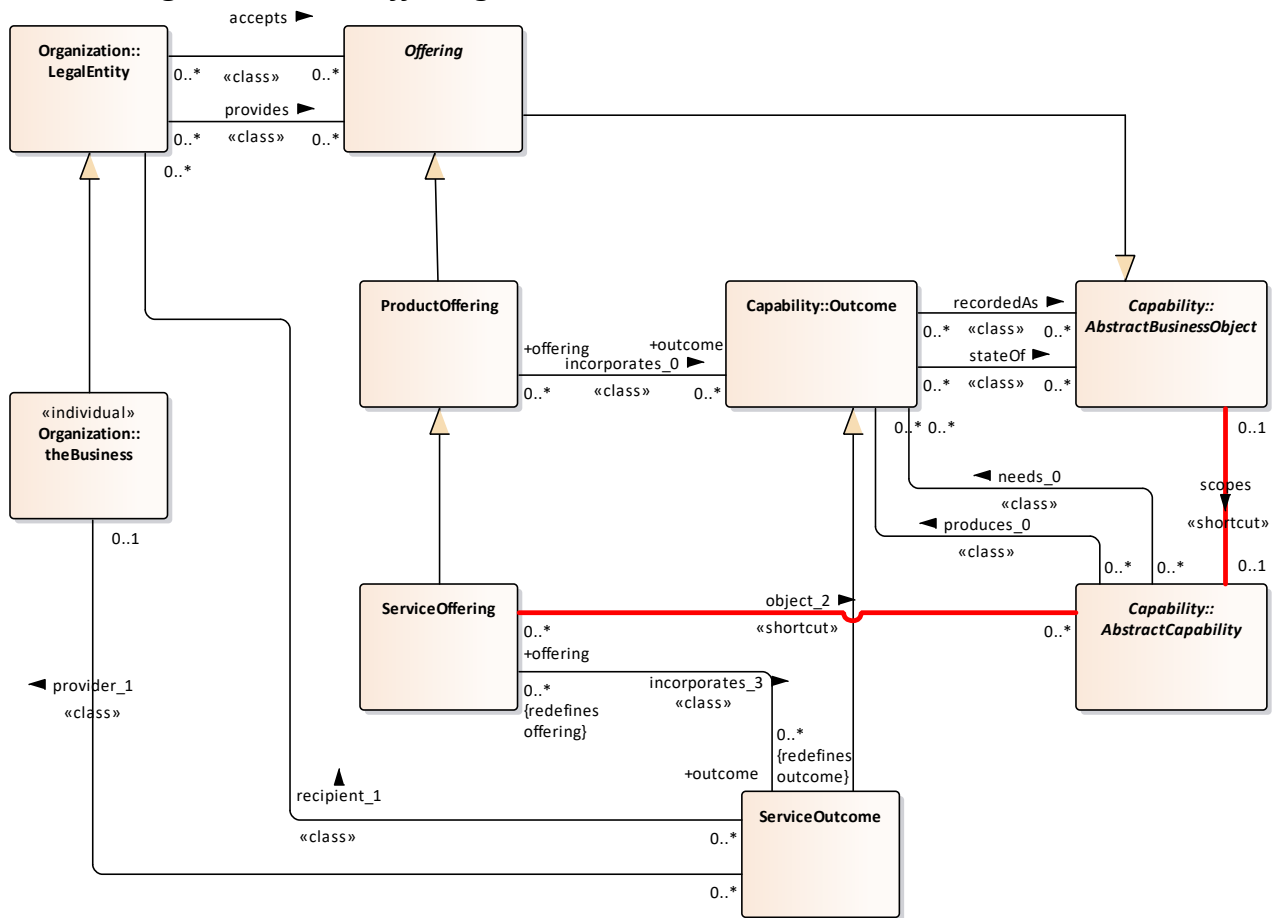 accepts ►
Organization::
LegalEntity
Offering
0..*
«class»
0..*
provides ►
0..*
«class»
0..*
0..*
ProductOffering
Capability::Outcome
Capability::
AbstractBusinessObject
recordedAs ►
0..*
«class»
0..*
stateOf ►
0..*
«class»
0..*
+offering
+outcome
incorporates_0 ►
0..*
«class»
0..*
«individual»
Organization::
theBusiness
0..1
0..*
0..*
0..1
◄ needs_0
«class»
scopes
«shortcut»
◄ produces_0
«class»
0..*
0..*
0..1
ServiceOffering
object_2 ►
«shortcut»
0..*
0..*
Capability::
AbstractCapability
+offering
incorporates_3
«class»
0..*
{redefines
offering}
◄ provider_1
«class»
0..*
{redefines
outcome}
+outcome
recipient_1
«class»
ServiceOutcome
0..*
0..*